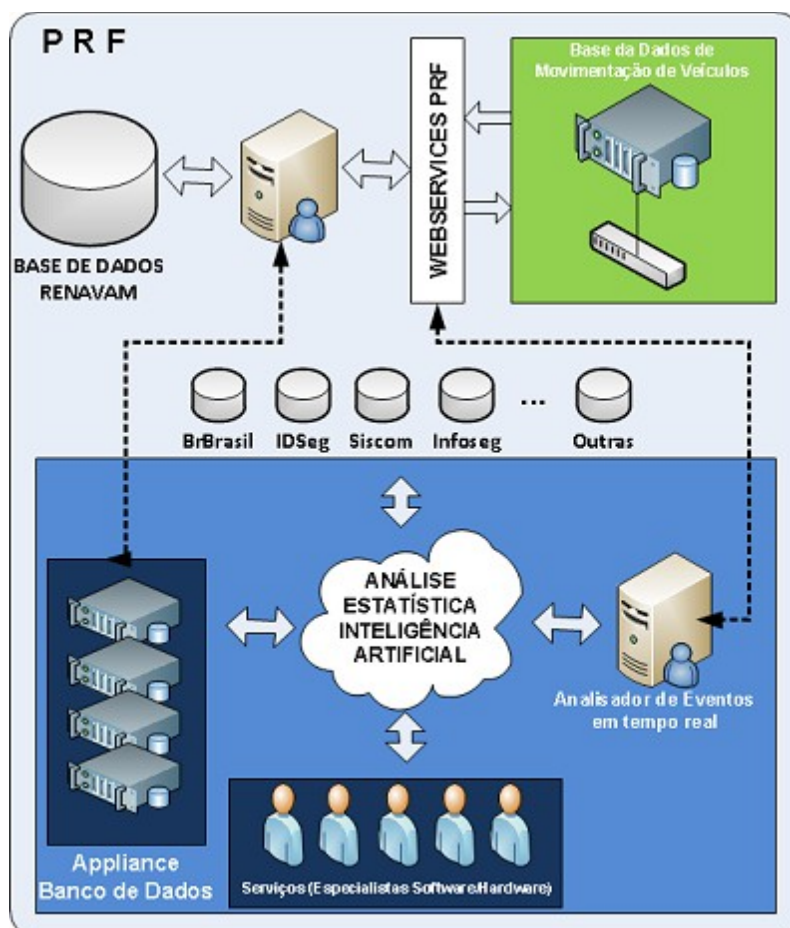 P R F
Base da Dados de
Movimentação de Veículos
WEBSERVICES PRF
BASE DE DADOS
RENAVAM
BrBrasil
IDSeg
Siscom
Infoseg
...
Outras
ANÁLISE
ESTATÍSTICA
INTELIGÊNCIA
ARTIFICIAL
Analisador de Eventos
em tempo real
Appliance
Banco de Dados
Serviços (Especialistas Software/Hardware)